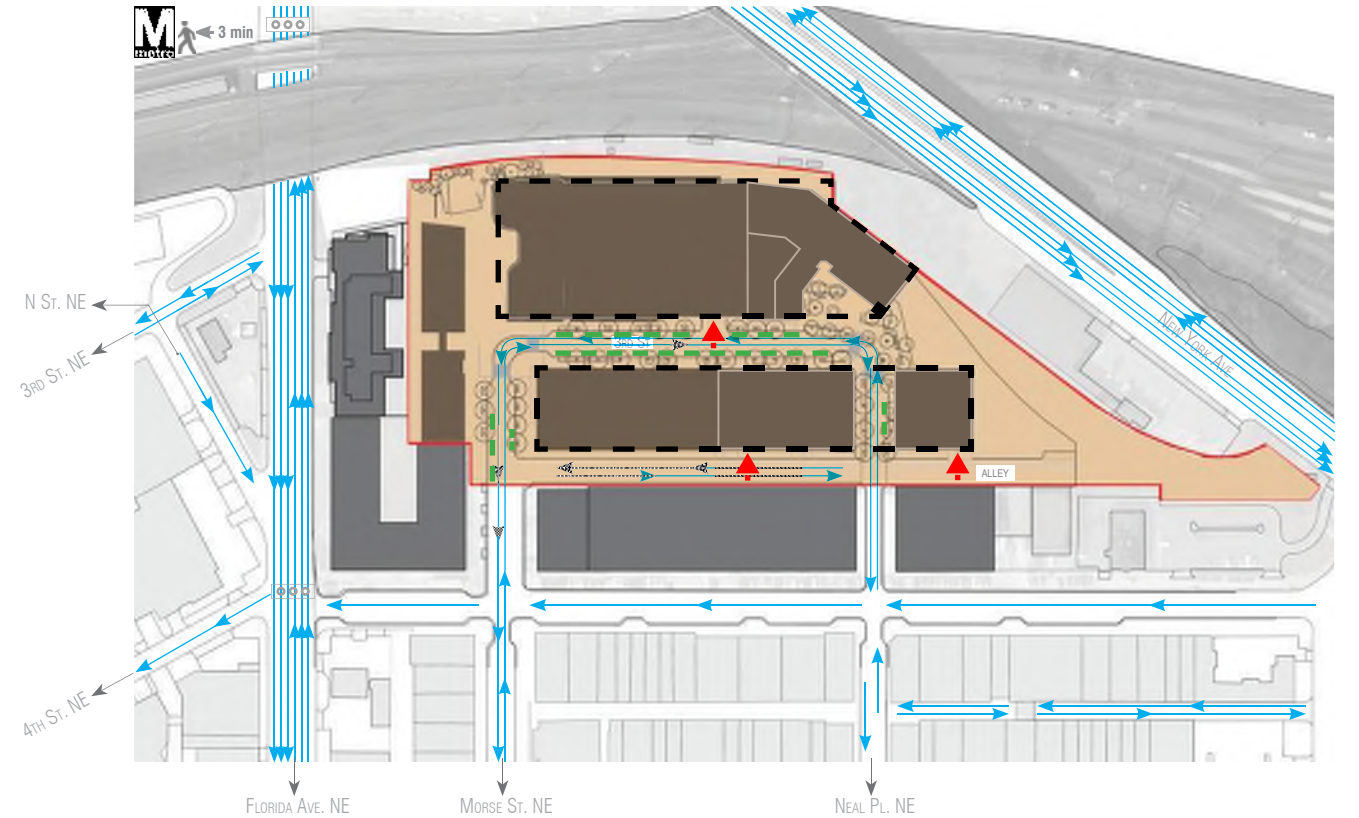 M
metro
3 min
N St. NE
3rd St. NE
3rd St
New York Ave
ALLEY
4th St. NE
Florida Ave. NE
Morse St. NE
Neal Pl. NE